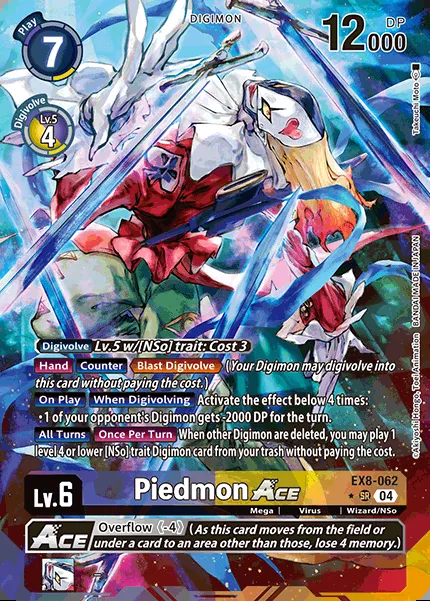 Play
7
DIGIMON
DP
12000
Digivolve
Lv.5
4
Takeuchi Moto
©Akiyoshi Hongo, Toei Animation BANDAI MADE IN JAPAN
Digivolve Lv.5 w/[NSo] trait: Cost 3
Hand Counter Blast Digivolve (Your Digimon may digivolve into
this card without paying the cost.)
On Play When Digivolving Activate the effect below 4 times:
・1 of your opponent's Digimon gets -2000 DP for the turn.
All Turns Once Per Turn When other Digimon are deleted, you may play 1
level 4 or lower [NSo] trait Digimon card from your trash without paying the cost.
Lv.6
Piedmon ACE
EX8-062
SR 04
Mega | Virus | Wizard/NSo
ACE Overflow《-4》 (As this card moves from the field or
under a card to an area other than those, lose 4 memory.)